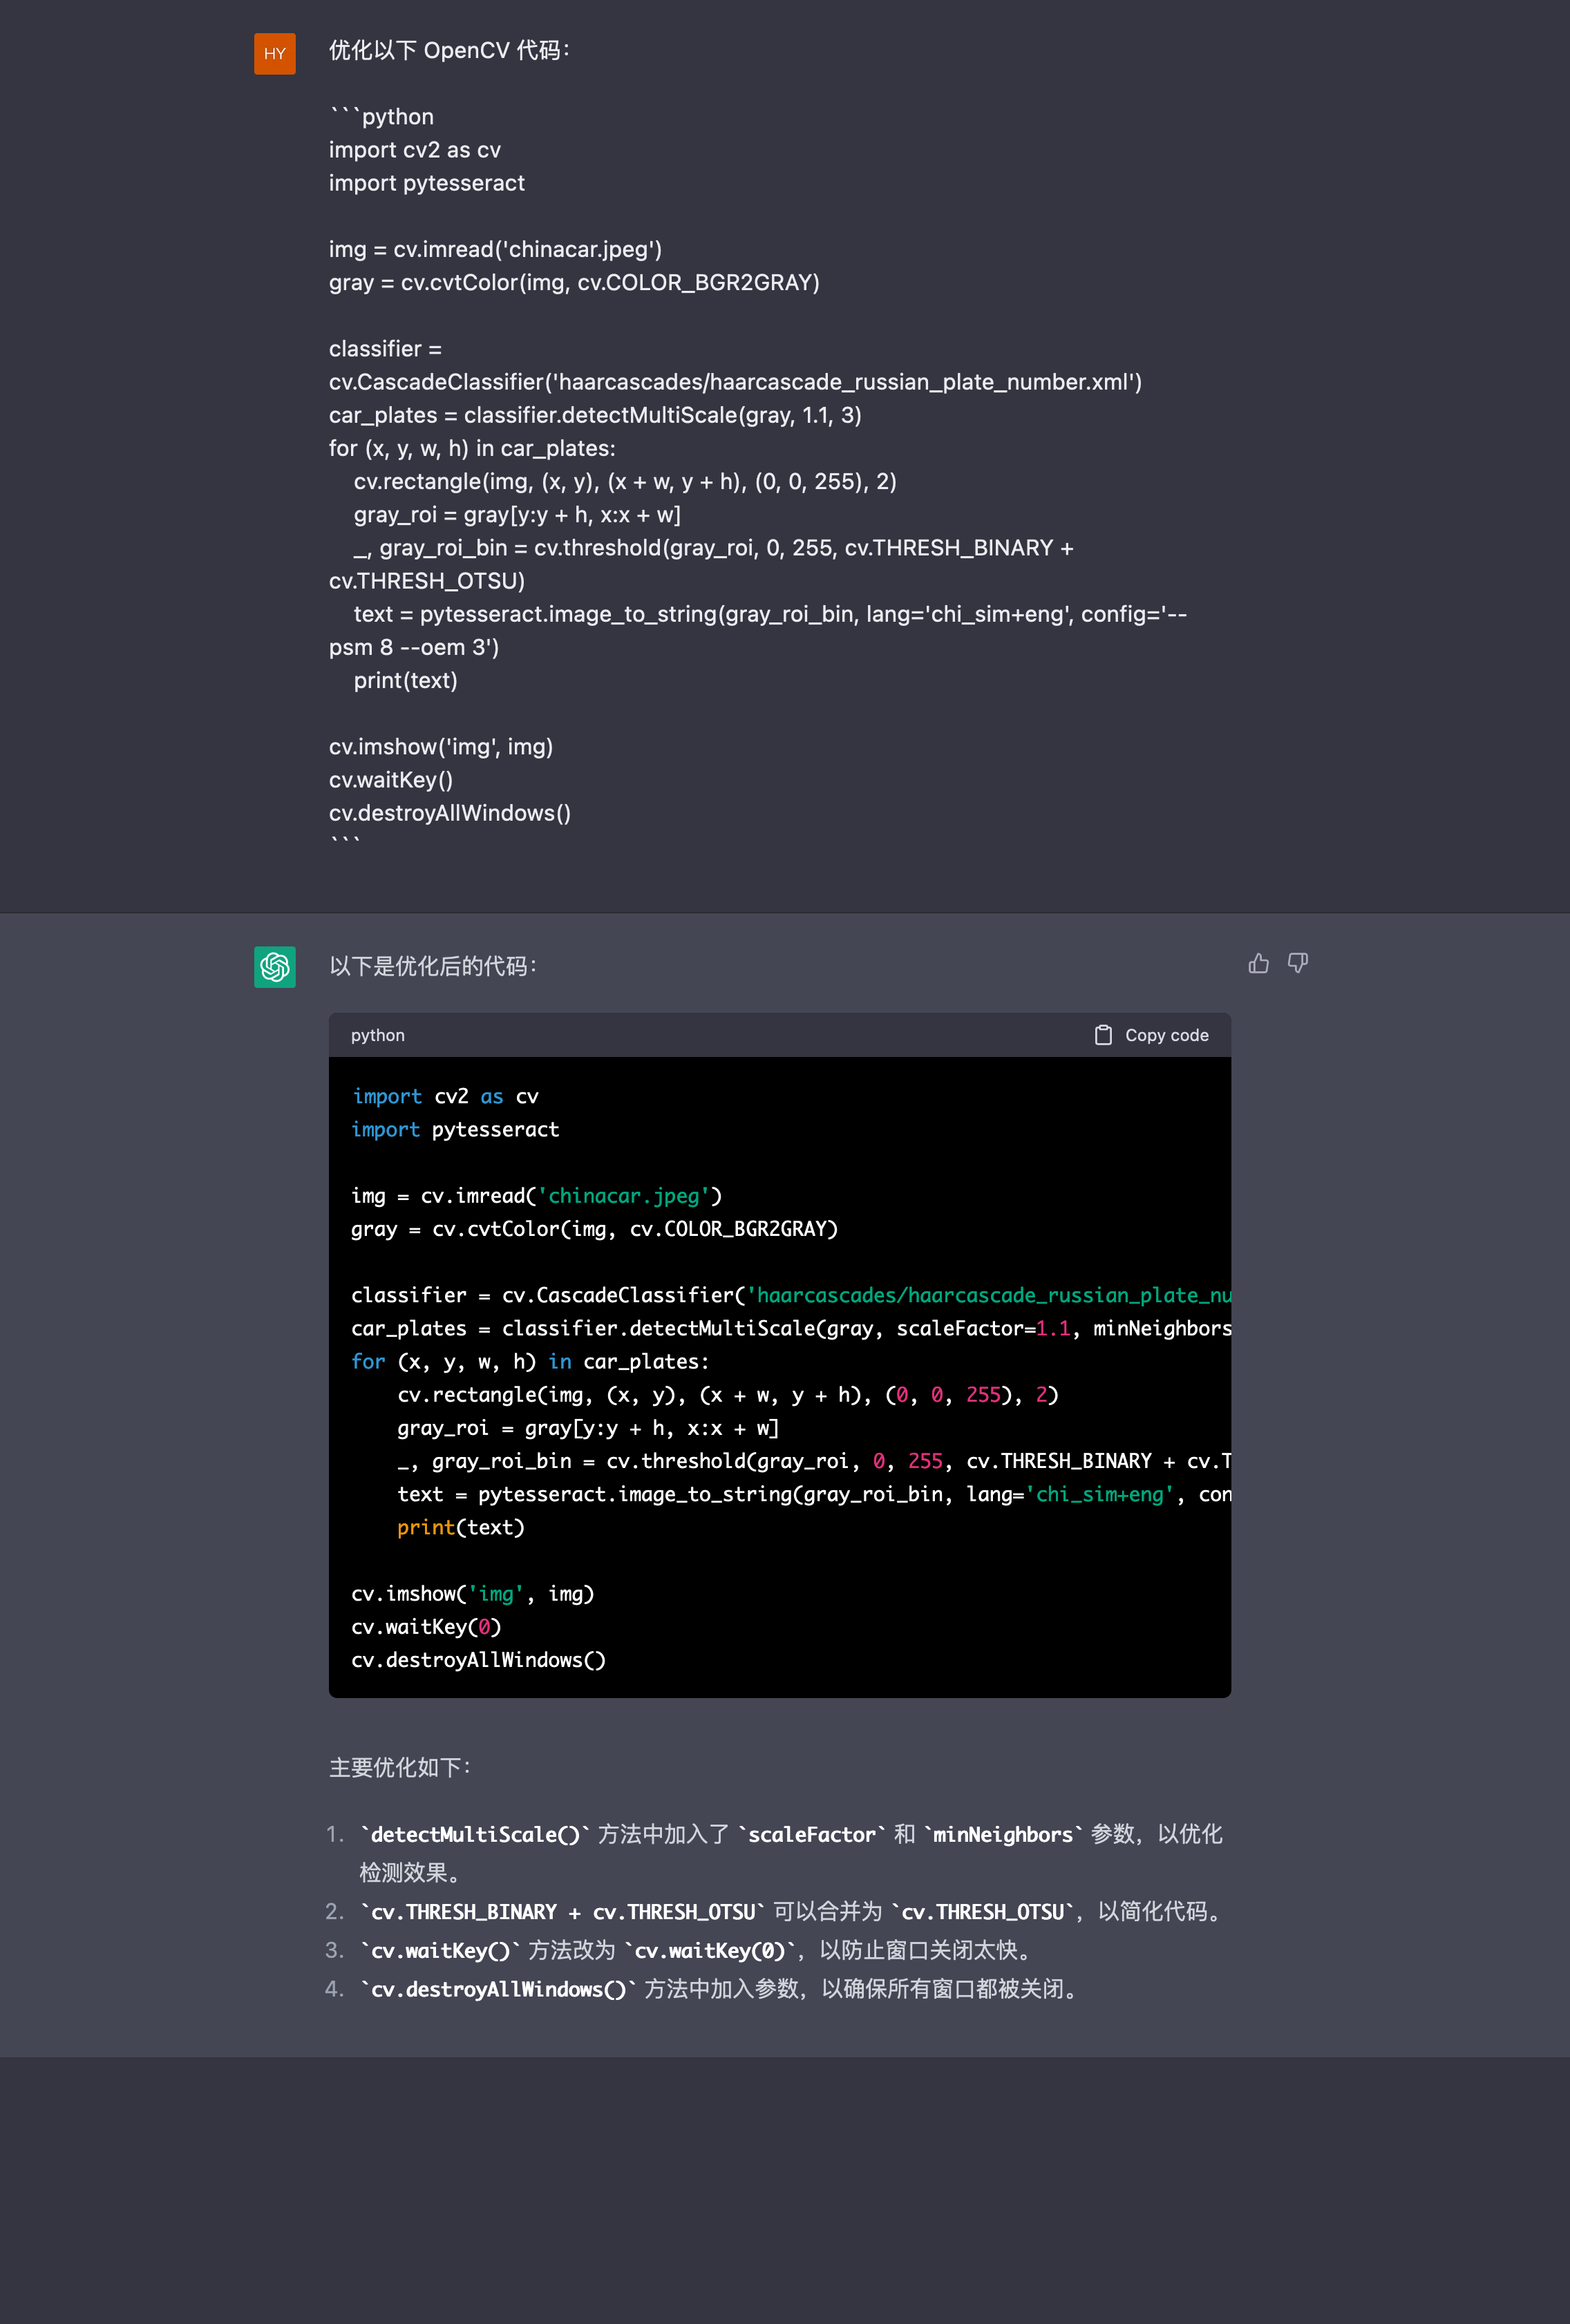 HY
优化以下 OpenCV 代码：
```python
import cv2 as cv
import pytesseract
img = cv.imread('chinacar.jpeg')
gray = cv.cvtColor(img, cv.COLOR_BGR2GRAY)
classifier =
cv.CascadeClassifier('haarcascades/haarcascade_russian_plate_number.xml')
car_plates = classifier.detectMultiScale(gray, 1.1, 3)
for (x, y, w, h) in car_plates:
    cv.rectangle(img, (x, y), (x + w, y + h), (0, 0, 255), 2)
    gray_roi = gray[y:y + h, x:x + w]
    _, gray_roi_bin = cv.threshold(gray_roi, 0, 255, cv.THRESH_BINARY +
cv.THRESH_OTSU)
    text = pytesseract.image_to_string(gray_roi_bin, lang='chi_sim+eng', config='--
psm 8 --oem 3')
    print(text)
cv.imshow('img', img)
cv.waitKey()
cv.destroyAllWindows()
```
以下是优化后的代码：
python Copy code
import cv2 as cv
import pytesseract
img = cv.imread('chinacar.jpeg')
gray = cv.cvtColor(img, cv.COLOR_BGR2GRAY)
classifier = cv.CascadeClassifier('haarcascades/haarcascade_russian_plate_nu
car_plates = classifier.detectMultiScale(gray, scaleFactor=1.1, minNeighbors
for (x, y, w, h) in car_plates:
    cv.rectangle(img, (x, y), (x + w, y + h), (0, 0, 255), 2)
    gray_roi = gray[y:y + h, x:x + w]
    _, gray_roi_bin = cv.threshold(gray_roi, 0, 255, cv.THRESH_BINARY + cv.T
    text = pytesseract.image_to_string(gray_roi_bin, lang='chi_sim+eng', con
    print(text)
cv.imshow('img', img)
cv.waitKey(0)
cv.destroyAllWindows()
主要优化如下：
1. `detectMultiScale()` 方法中加入了 `scaleFactor` 和 `minNeighbors` 参数，以优化
检测效果。
2. `cv.THRESH_BINARY + cv.THRESH_OTSU` 可以合并为 `cv.THRESH_OTSU`，以简化代码。
3. `cv.waitKey()` 方法改为 `cv.waitKey(0)`，以防止窗口关闭太快。
4. `cv.destroyAllWindows()` 方法中加入参数，以确保所有窗口都被关闭。